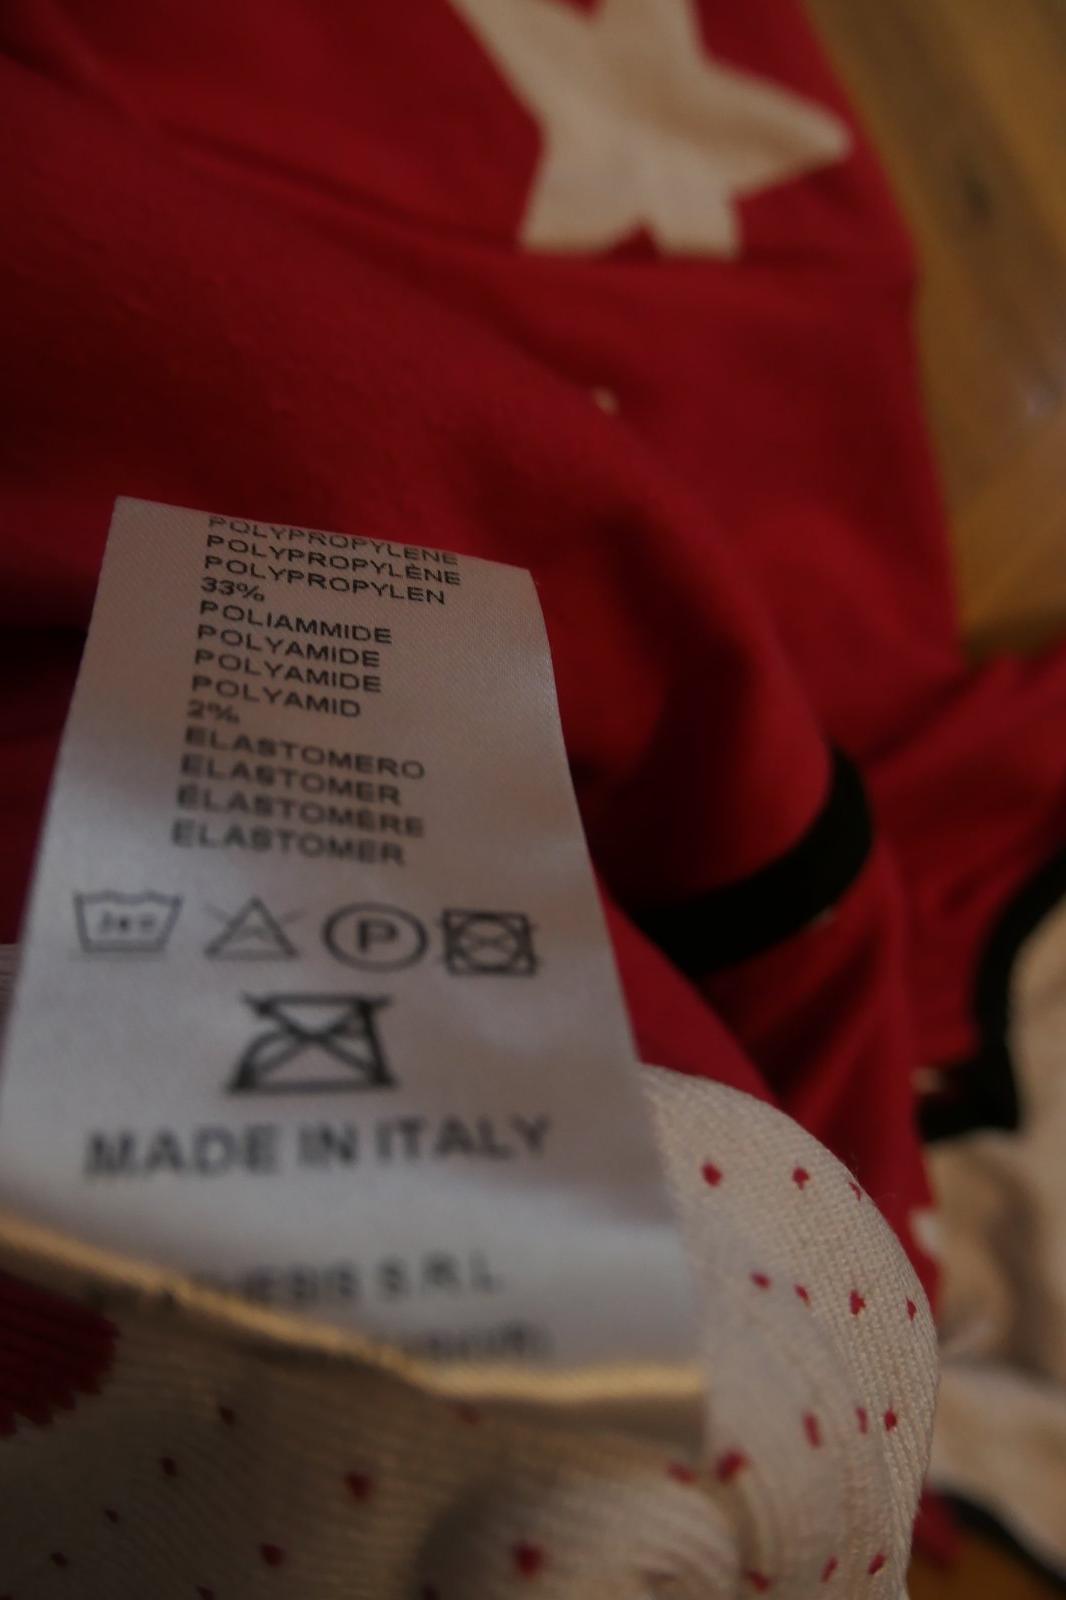 POLYPROPYLENE
POLYPROPYLÈNE
POLYPROPYLEN
33%
POLIAMMIDE
POLYAMIDE
POLYAMIDE
POLYAMID
2%
ELASTOMERO
ELASTOMER
ÉLASTOMÈRE
ELASTOMER
P
MADE IN ITALY
S.R.L